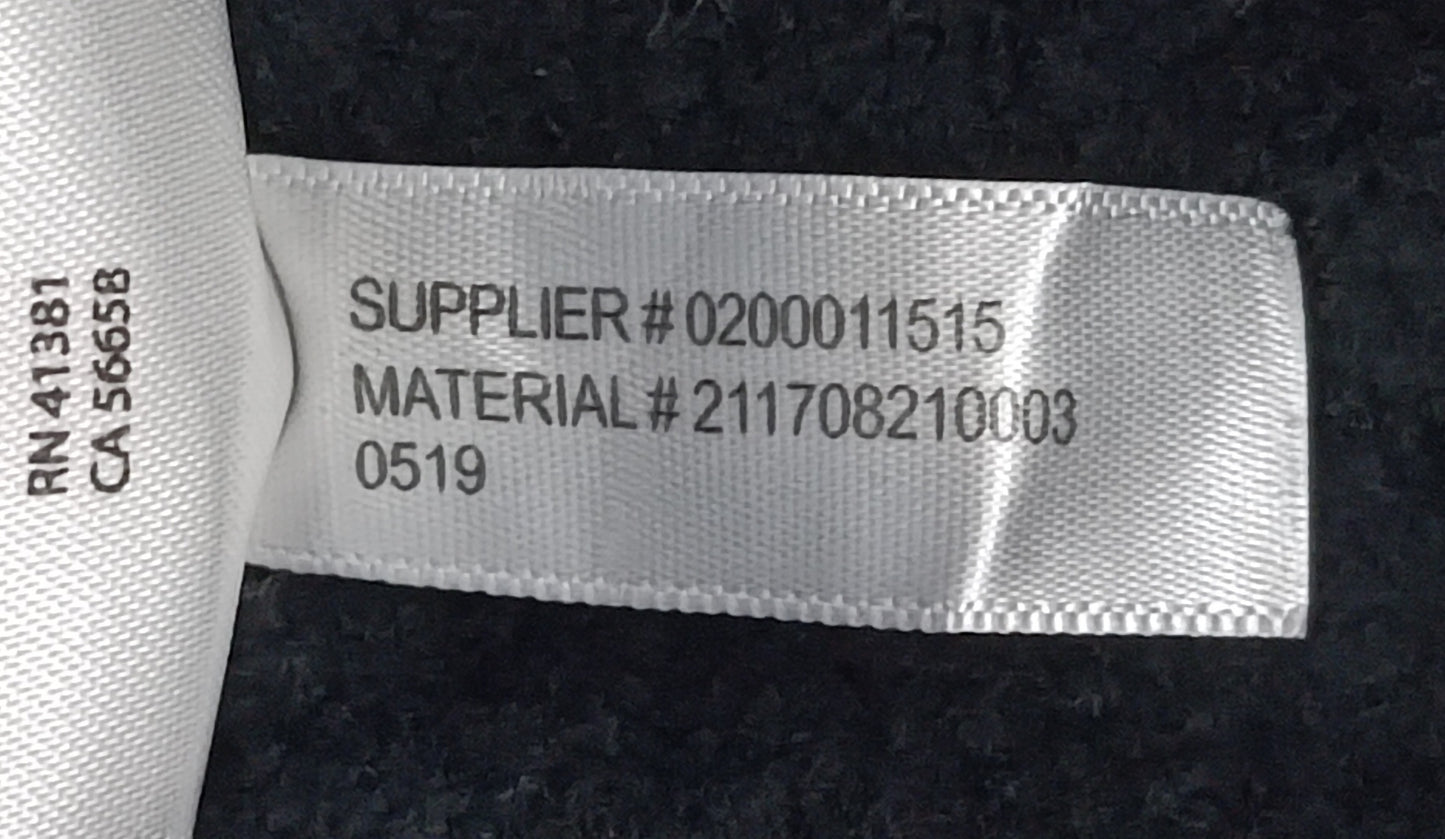 RN 41381
CA 56658
SUPPLIER # 0200011515
MATERIAL # 211708210003
0519